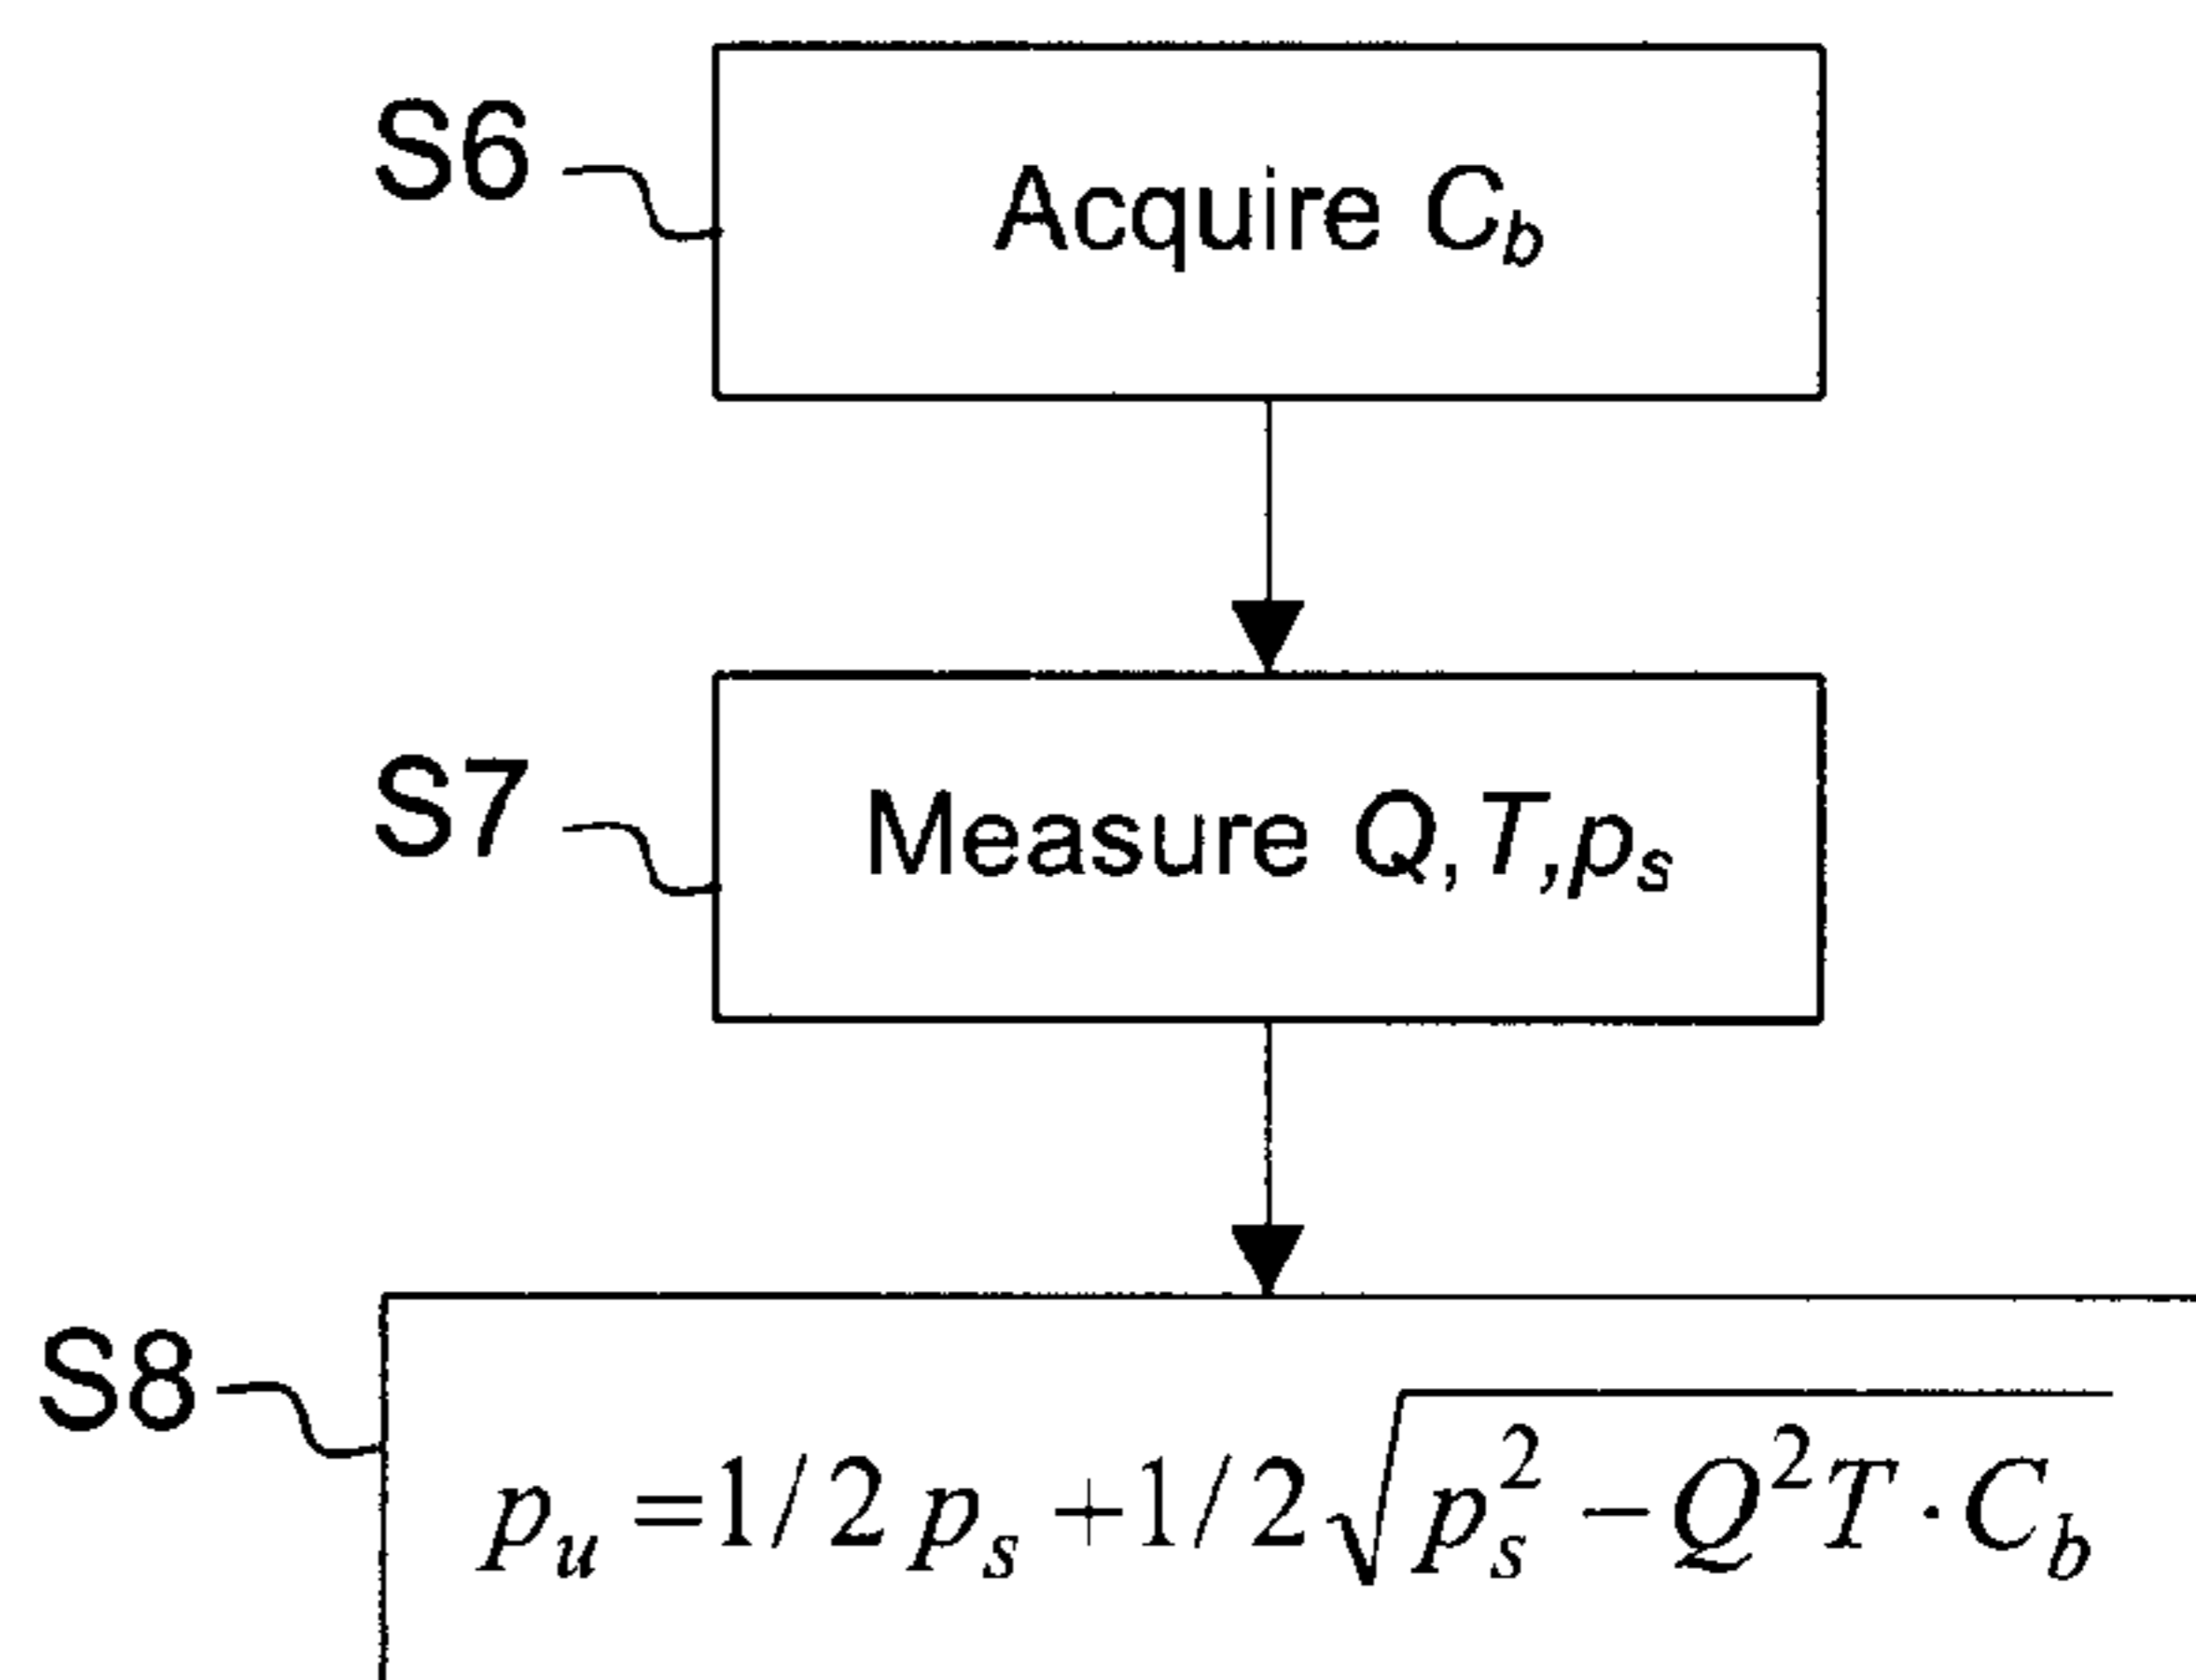 S6
Acquire C_b
S7
Measure Q,T,p_s
S8
p_u =1/2 p_s +1/2√(p_s^2 −Q^2T·C_b)